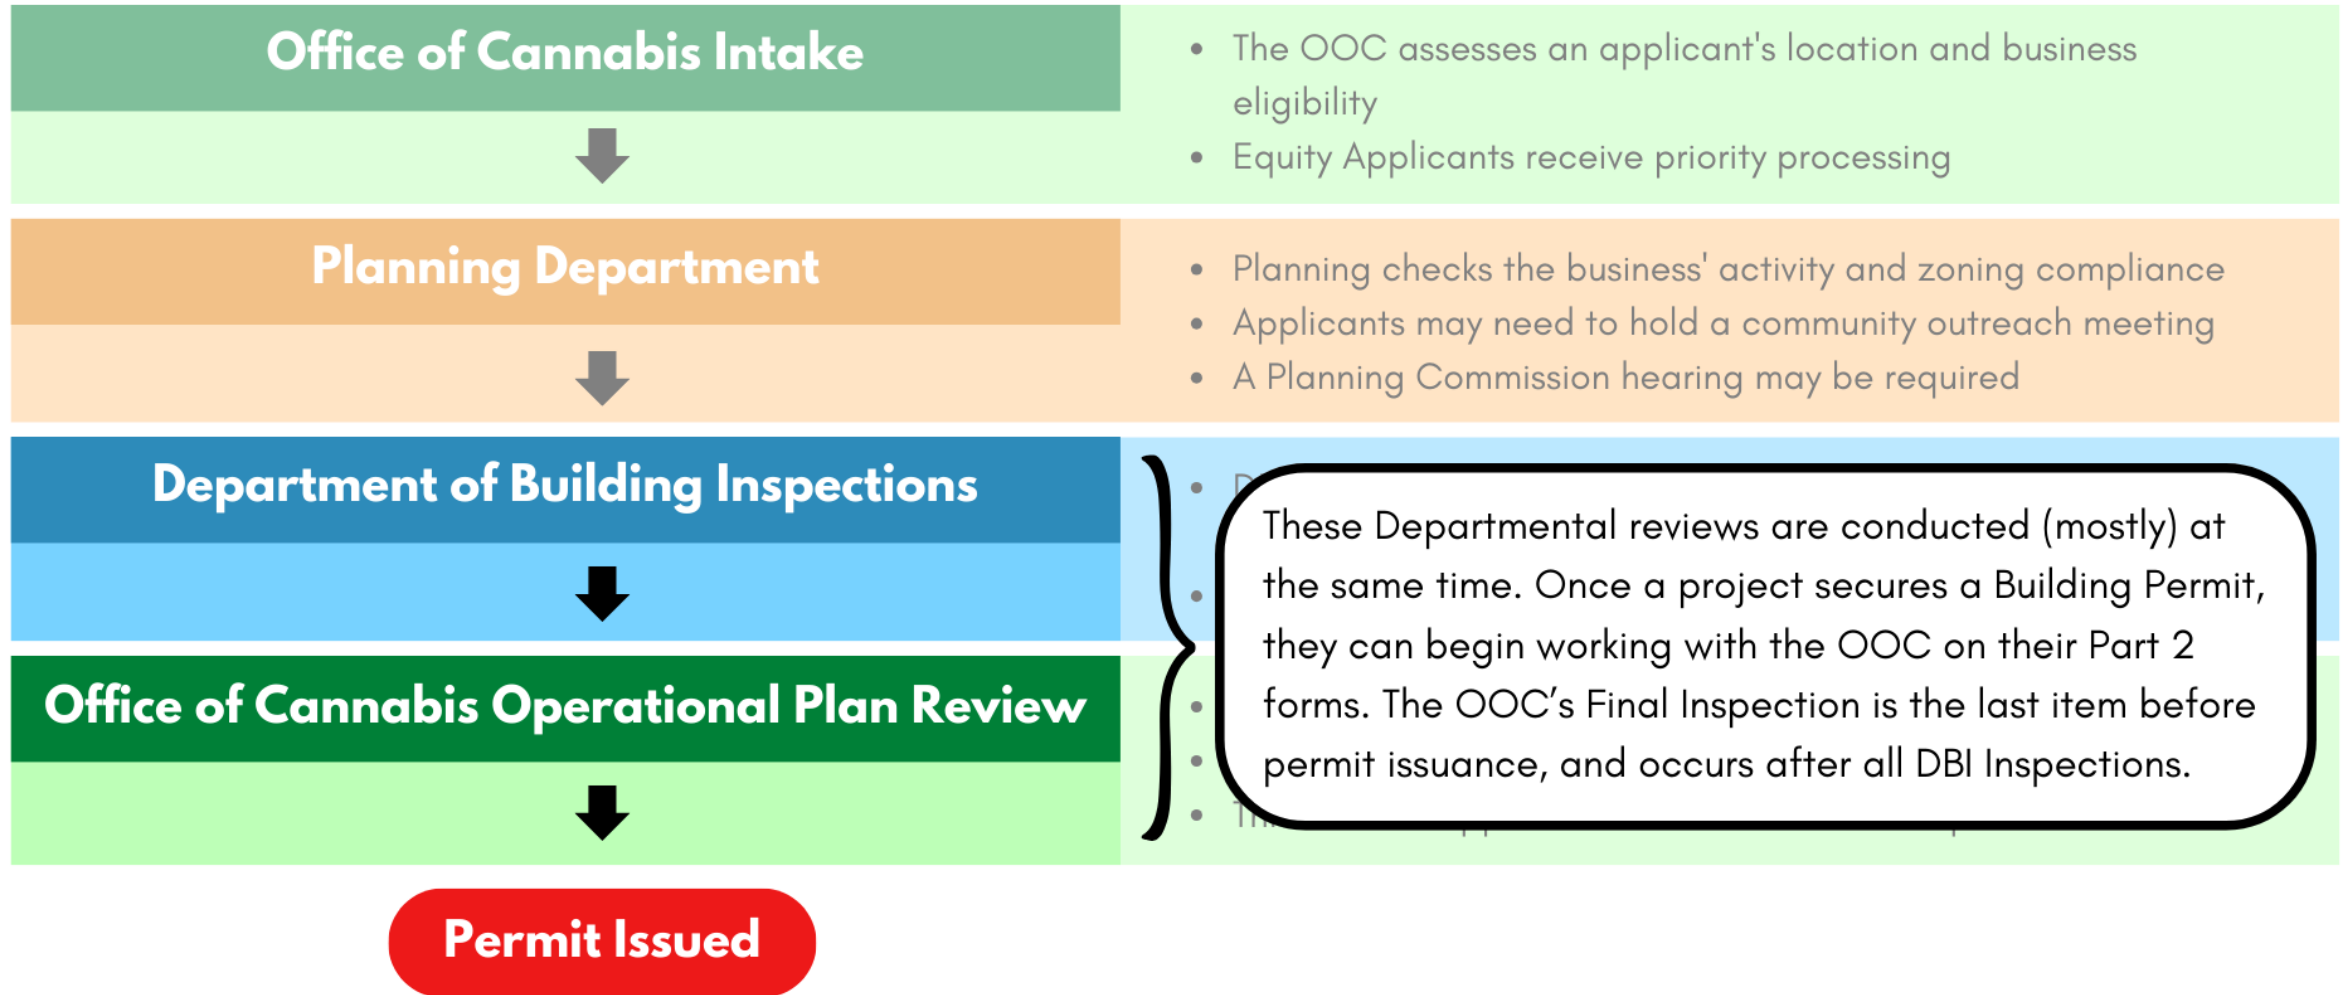 Office of Cannabis Intake
• The OOC assesses an applicant's location and business
eligibility
• Equity Applicants receive priority processing
Planning Department
• Planning checks the business' activity and zoning compliance
• Applicants may need to hold a community outreach meeting
• A Planning Commission hearing may be required
Department of Building Inspections
These Departmental reviews are conducted (mostly) at
the same time. Once a project secures a Building Permit,
they can begin working with the OOC on their Part 2
forms. The OOC’s Final Inspection is the last item before
permit issuance, and occurs after all DBI Inspections.
Office of Cannabis Operational Plan Review
Permit Issued